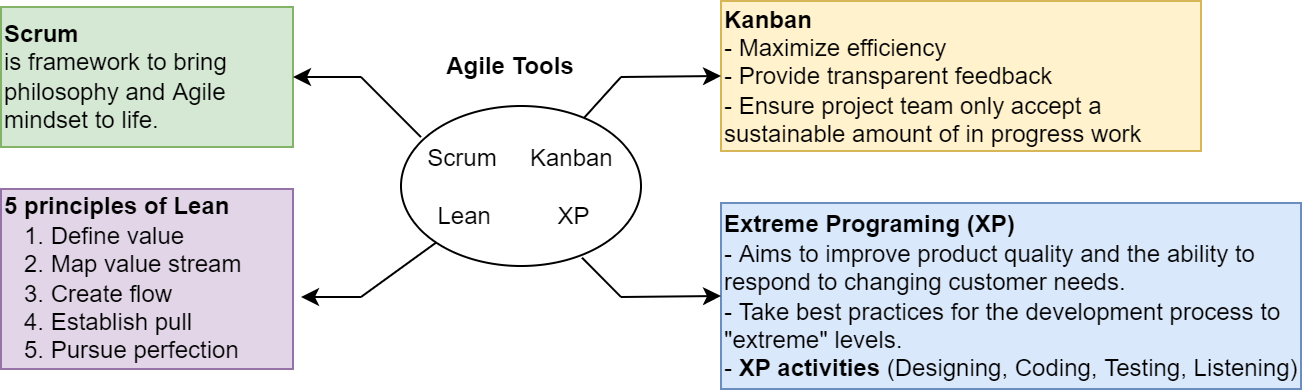 Scrum
is framework to bring
philosophy and Agile
mindset to life.
Agile Tools
Kanban
- Maximize efficiency
- Provide transparent feedback
- Ensure project team only accept a
sustainable amount of in progress work
Scrum Kanban
Lean XP
5 principles of Lean
1. Define value
2. Map value stream
3. Create flow
4. Establish pull
5. Pursue perfection
Extreme Programing (XP)
- Aims to improve product quality and the ability to
respond to changing customer needs.
- Take best practices for the development process to
"extreme" levels.
- XP activities (Designing, Coding, Testing, Listening)